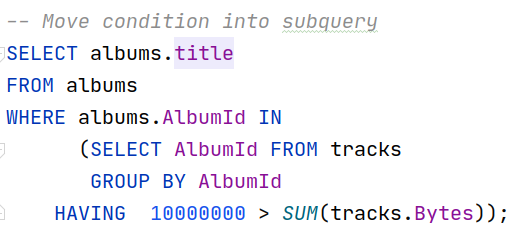 -- Move condition into subquery
SELECT albums.title
FROM albums
WHERE albums.AlbumId IN
      (SELECT AlbumId FROM tracks
       GROUP BY AlbumId
    HAVING  10000000 > SUM(tracks.Bytes));